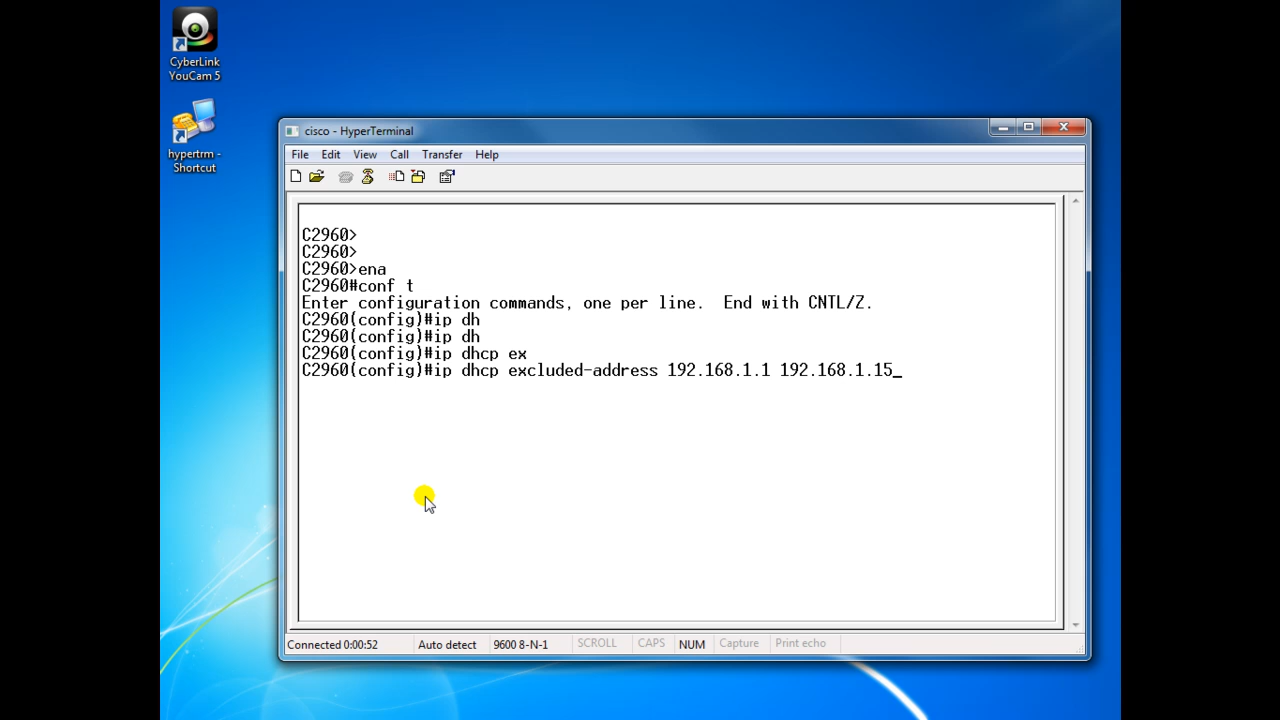 CyberLink
YouCam 5
hypertrm -
Shortcut
cisco - HyperTerminal
File Edit View Call Transfer Help
C2960>
C2960>
C2960>ena
C2960#conf t
Enter configuration commands, one per line.  End with CNTL/Z.
C2960(config)#ip dh
C2960(config)#ip dh
C2960(config)#ip dhcp ex
C2960(config)#ip dhcp excluded-address 192.168.1.1 192.168.1.15_
Connected 0:00:52 Auto detect 9600 8-N-1 SCROLL CAPS NUM Capture Print echo